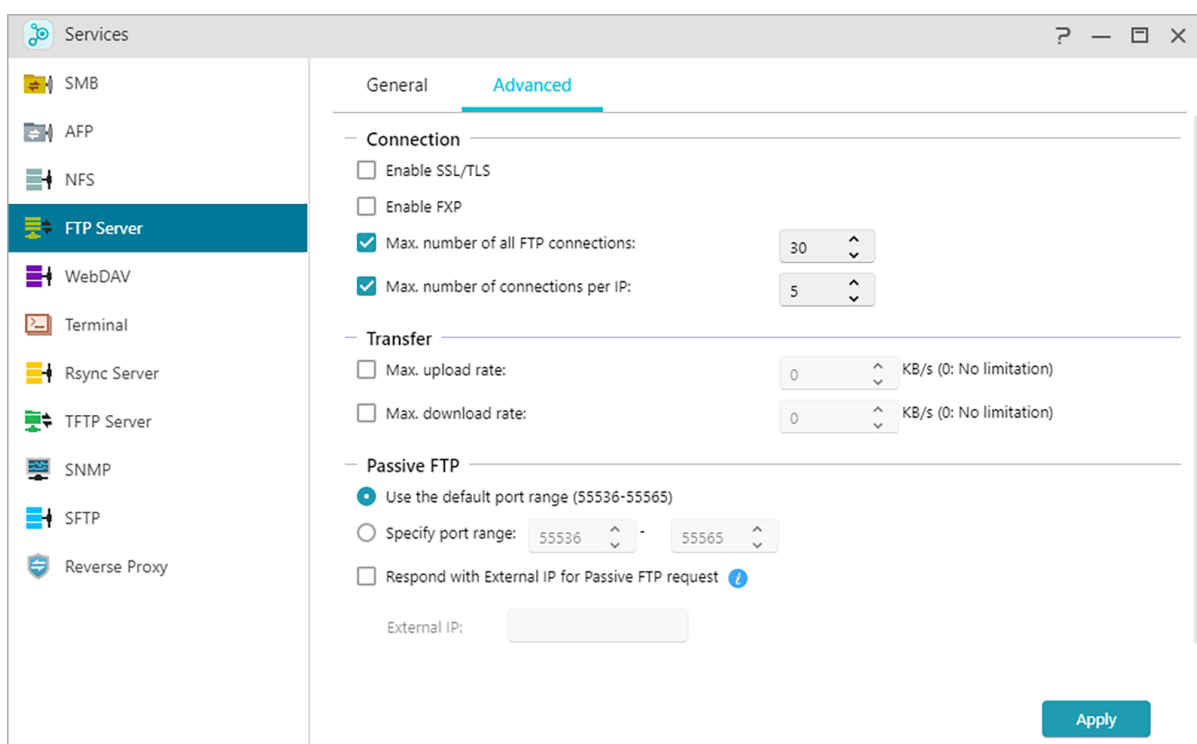 Services
SMB
AFP
NFS
FTP Server
WebDAV
Terminal
Rsync Server
TFTP Server
SNMP
SFTP
Reverse Proxy
General Advanced
Connection
Enable SSL/TLS
Enable FXP
Max. number of all FTP connections: 30
Max. number of connections per IP: 5
Transfer
Max. upload rate: 0 KB/s (0: No limitation)
Max. download rate: 0 KB/s (0: No limitation)
Passive FTP
Use the default port range (55536-55565)
Specify port range: 55536 - 55565
Respond with External IP for Passive FTP request i
External IP:
Apply